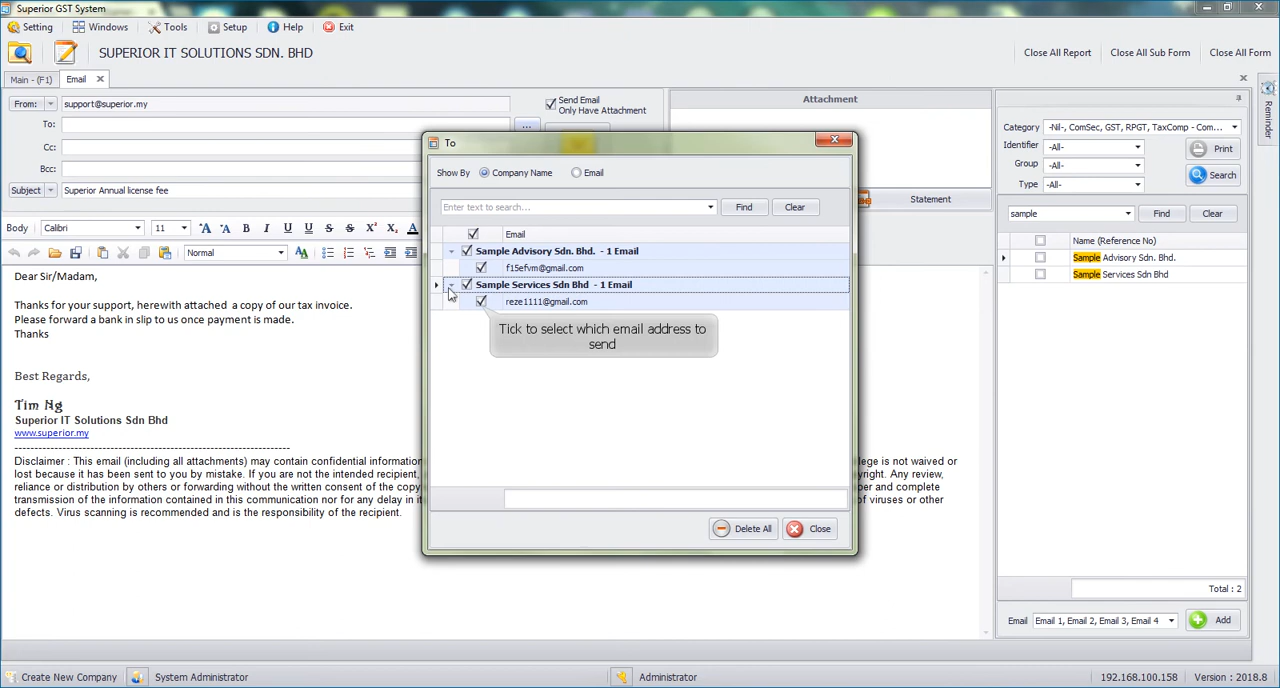 Superior GST System
Setting Windows Tools Setup Help Exit
SUPERIOR IT SOLUTIONS SDN. BHD
Close All Report Close All Sub Form Close All Form
Main - (F1) Email
From: support@superior.my
To: ...
Cc:
Bcc:
Subject Superior Annual license fee
Send Email
Only Have Attachment
Attachment
Statement
Body Calibri 11
Normal
Dear Sir/Madam,
Thanks for your support, herewith attached a copy of our tax invoice.
Please forward a bank in slip to us once payment is made.
Thanks
Best Regards,
Tim Ng
Superior IT Solutions Sdn Bhd
www.superior.my
Disclaimer : This email (including all attachments) may contain confidential information
lege is not waived or
lost because it has been sent to you by mistake. If you are not the intended recipient,
copyright. Any review,
reliance or distribution by others or forwarding without the written consent of the copy
per and complete
transmission of the information contained in this communication nor for any delay in it
of viruses or other
defects. Virus scanning is recommended and is the responsibility of the recipient.
To
Show By Company Name Email
Enter text to search... Find Clear
Email
Sample Advisory Sdn. Bhd. - 1 Email
f15efvm@gmail.com
Sample Services Sdn Bhd - 1 Email
reze1111@gmail.com
Tick to select which email address to
send
Delete All Close
Category -Nil-, ComSec, GST, RPGT, TaxComp - Com...
Identifier -All- Print
Group -All-
Type -All- Search
sample Find Clear
Name (Reference No)
Sample Advisory Sdn. Bhd.
Sample Services Sdn Bhd
Total : 2
Email Email 1, Email 2, Email 3, Email 4 Add
Reminder
Create New Company System Administrator Administrator 192.168.100.158 Version : 2018.8